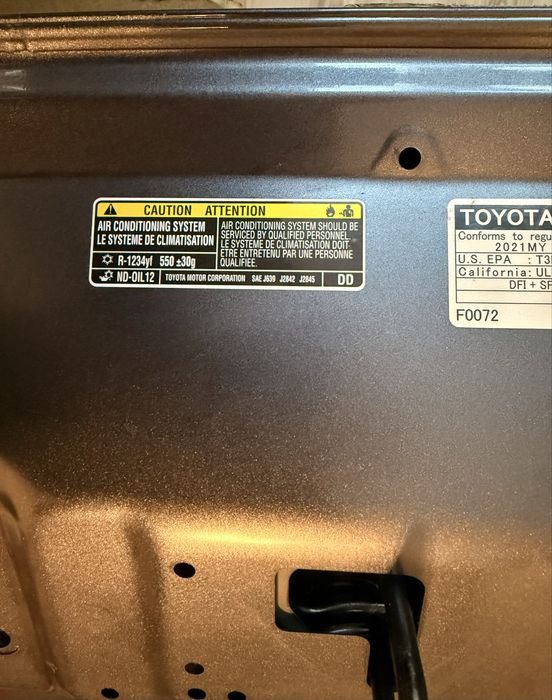 CAUTION ATTENTION
AIR CONDITIONING SYSTEM
LE SYSTEME DE CLIMATISATION
AIR CONDITIONING SYSTEM SHOULD BE
SERVICED BY QUALIFIED PERSONNEL.
LE SYSTEME DE CLIMATISATION DOIT
ETRE ENTRETENU PAR UNE PERSONNE
QUALIFIEE.
R-1234yf 550 ±30g
ND-OIL12 TOYOTA MOTOR CORPORATION SAE J639 J2842 J2845 DD
TOYOTA
Conforms to regu
2021MY
U.S. EPA : T3
California: UL
DFI + SF
F0072